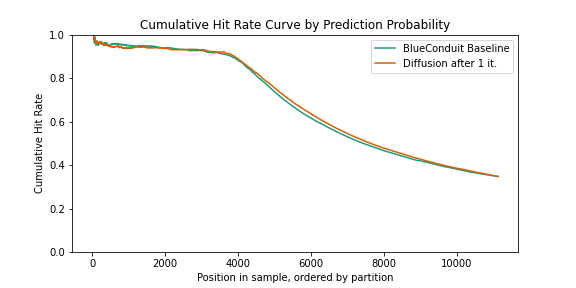 Cumulative Hit Rate Curve by Prediction Probability
BlueConduit Baseline
Diffusion after 1 it.
Cumulative Hit Rate
1.0
0.8
0.6
0.4
0.2
0.0
0 2000 4000 6000 8000 10000
Position in sample, ordered by partition